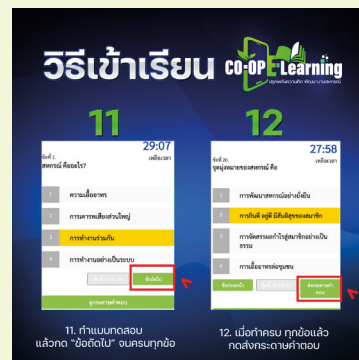 วิธีเข้าเรียน CO-OP E-Learning
11
29:07
เหลือเวลา
ข้อที่ 1.
สหกรณ์ คืออะไร?
1 ความเอื้ออาทร
2 การเคารพเสียงส่วนใหญ่
3 การทำงานร่วมกัน
4 การทำงานอย่างเป็นระบบ
ข้อถัดไป
ดูกระดาษคำตอบ
11. ทำแบบทดสอบ
แล้วกด "ข้อถัดไป" จนครบทุกข้อ
12
27:58
เหลือเวลา
ข้อที่ 20.
จุดมุ่งหมายของสหกรณ์ คือ
1 การพัฒนาสหกรณ์อย่างยั่งยืน
2 การกินดี อยู่ดี มีสันติสุขของสมาชิก
3 การจัดสรรผลกำไรสู่สมาชิกอย่างเป็น
ธรรม
4 การเอื้ออาทรต่อชุมชน
ข้อก่อนหน้า
ส่งกระดาษคำ
ตอบ
12. เมื่อทำครบ ทุกข้อแล้ว
กดส่งกระดาษคำตอบ